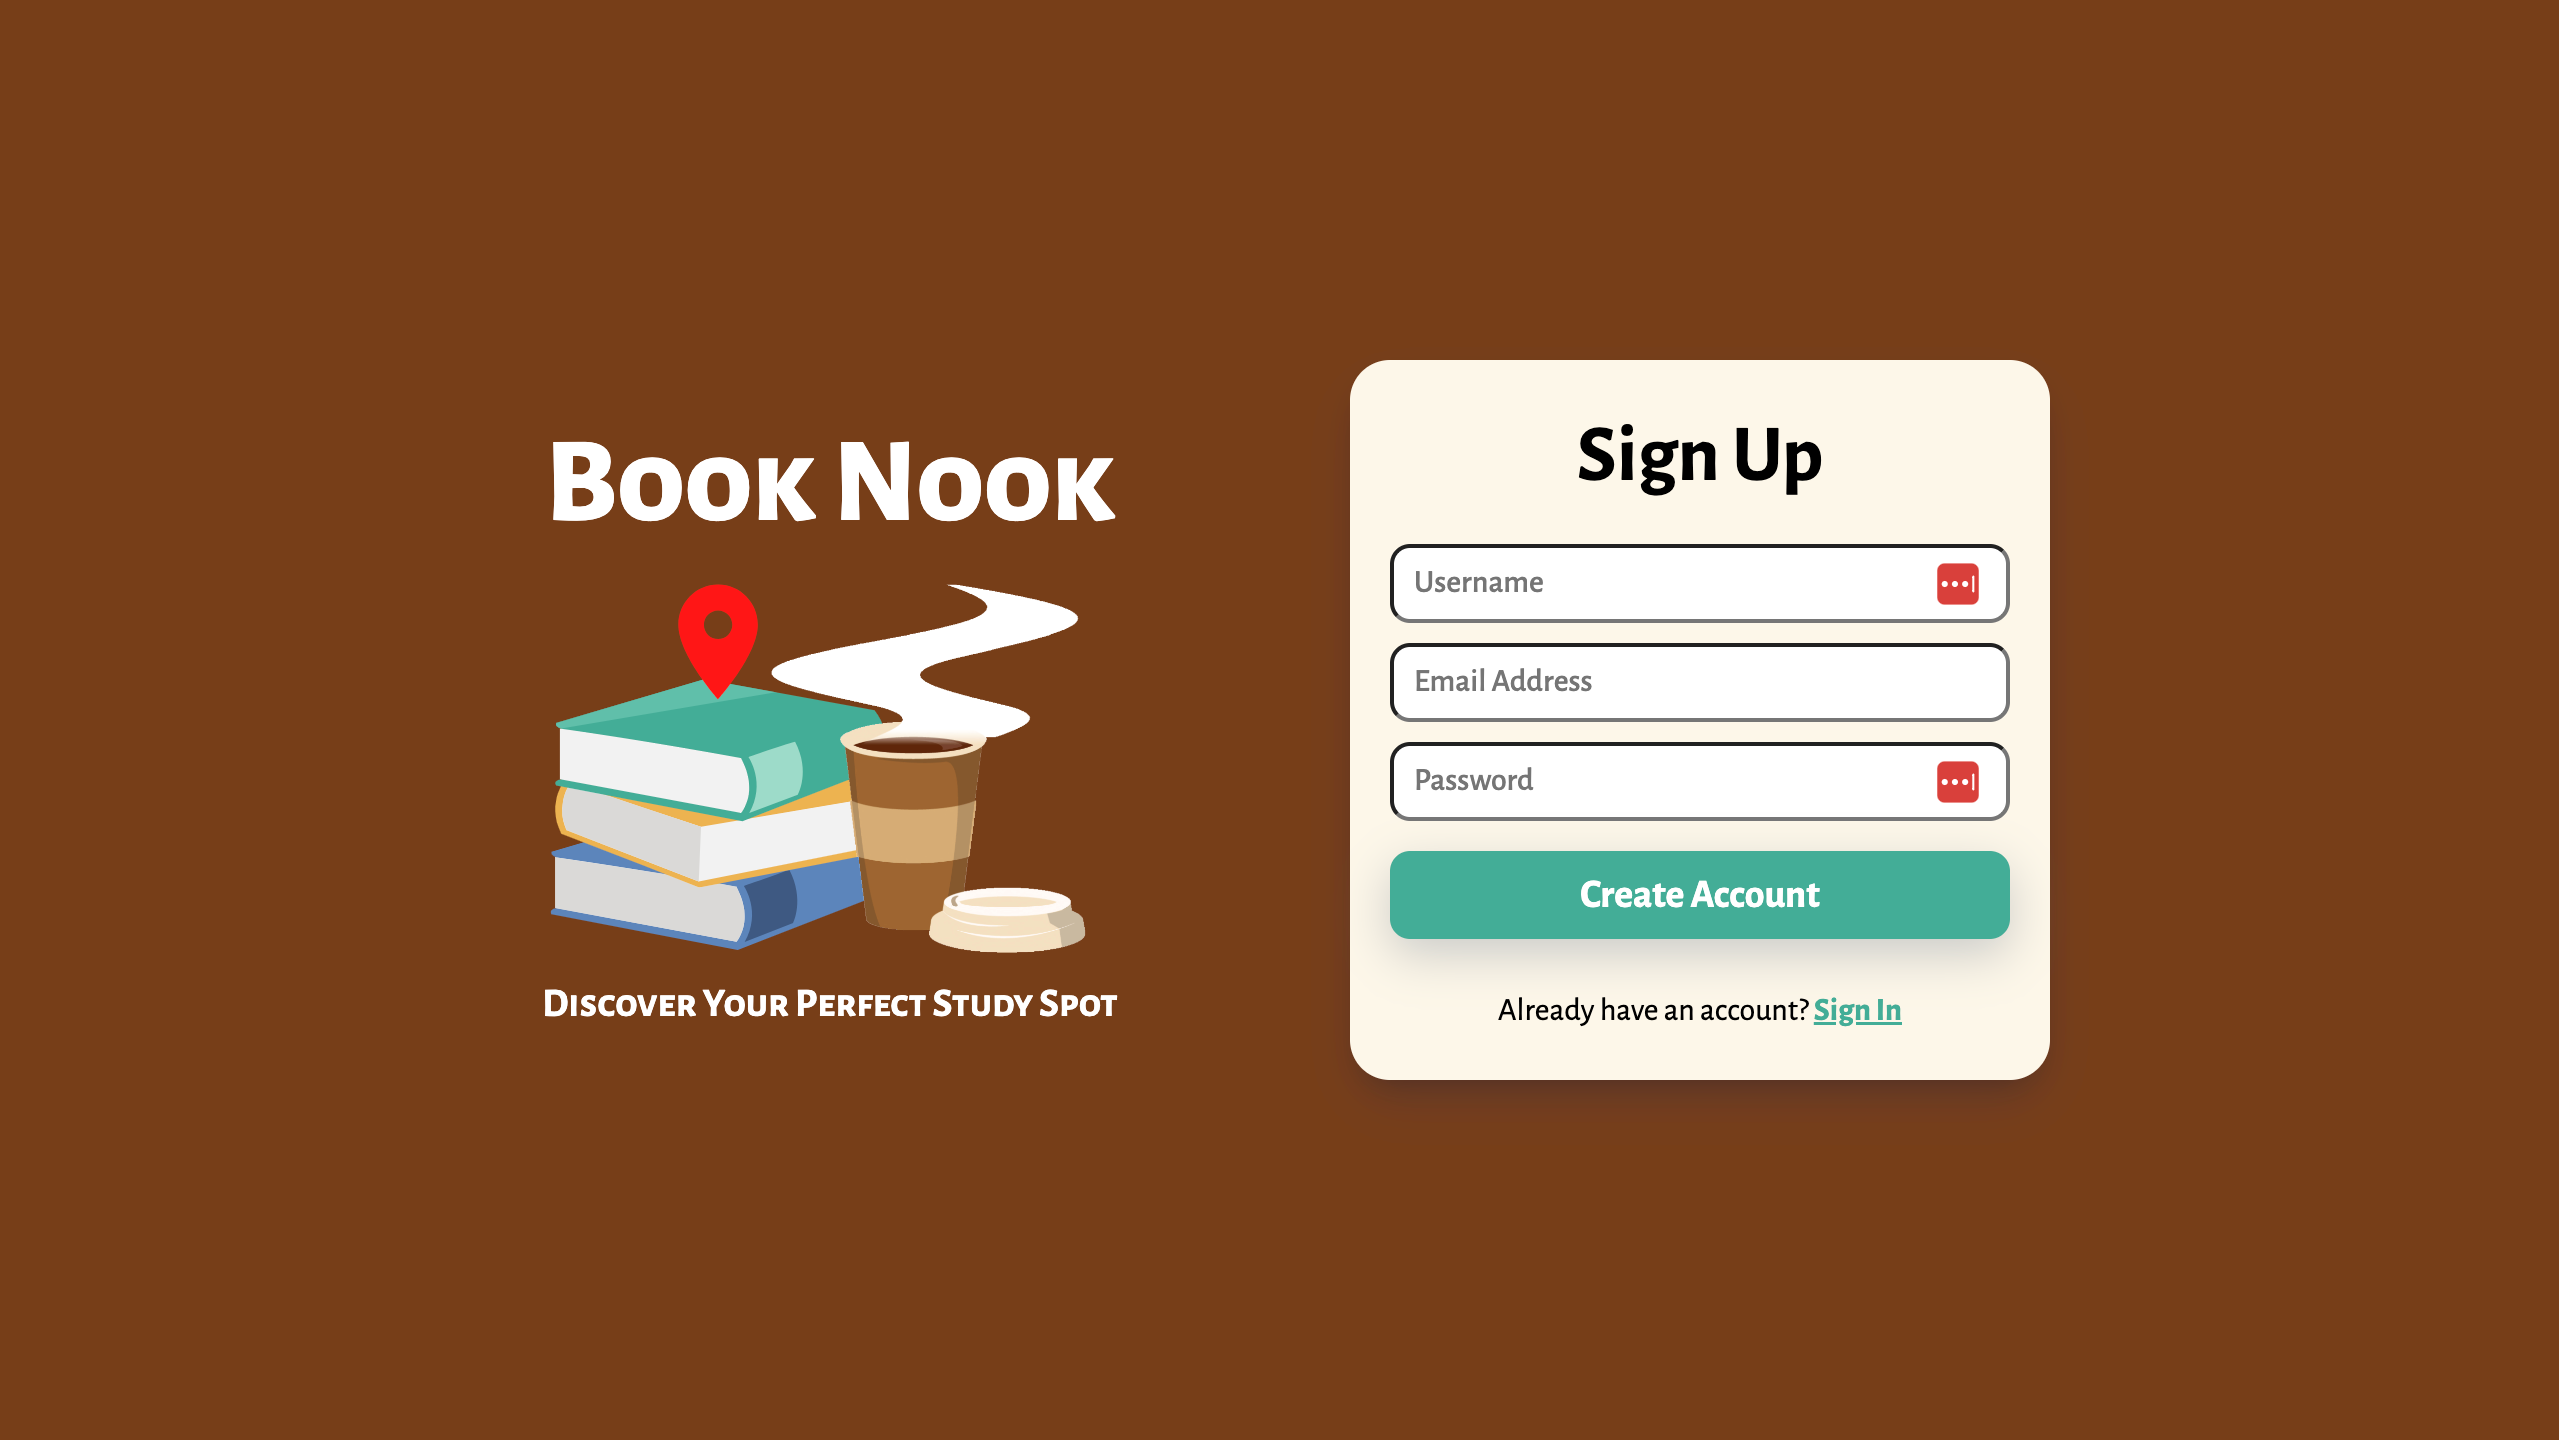 Book Nook
Discover Your Perfect Study Spot
Sign Up
Username
Email Address
Password
Create Account
Already have an account? Sign In